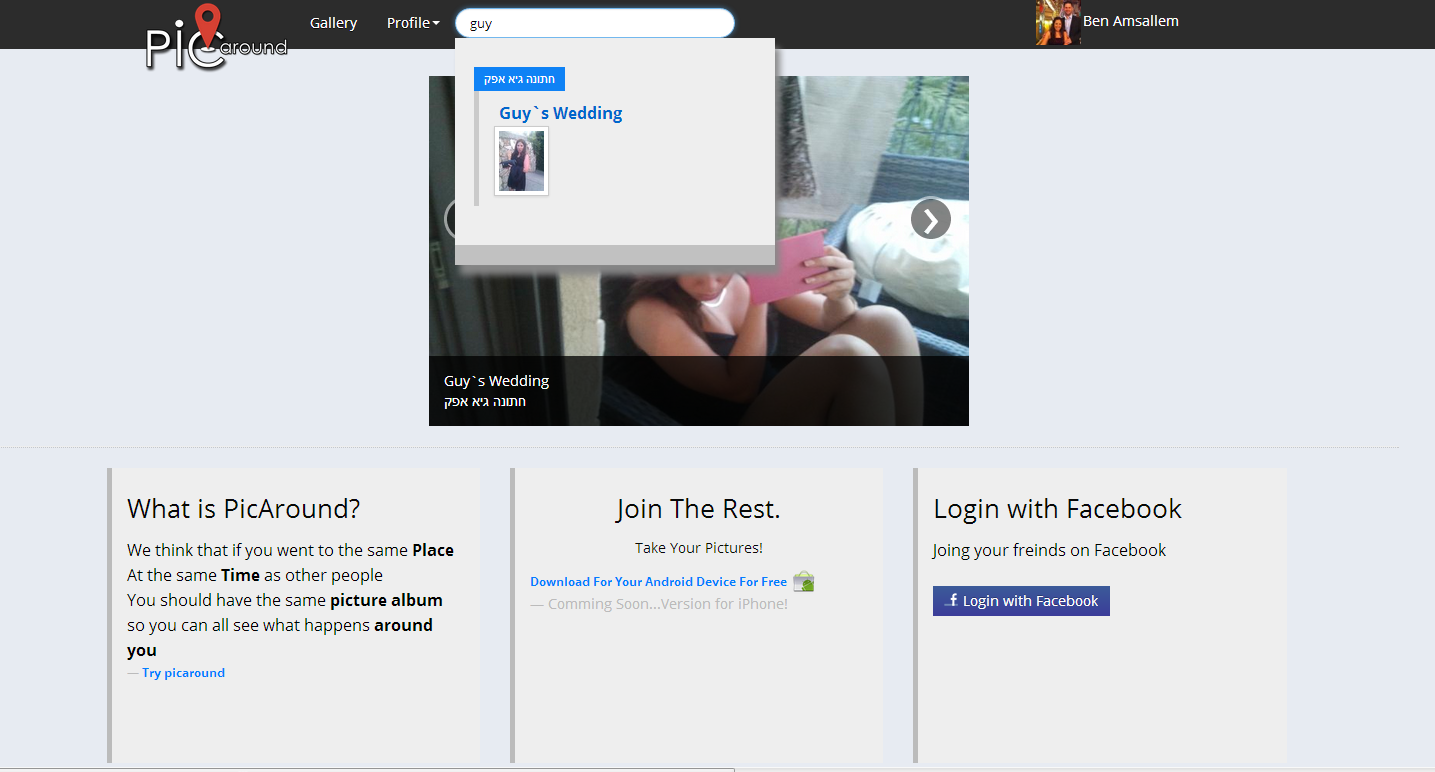 PiC around
Gallery
Profile
guy
Ben Amsallem
חתונה גיא אפק
Guy`s Wedding
Guy`s Wedding
חתונה גיא אפק
What is PicAround?
We think that if you went to the same Place
At the same Time as other people
You should have the same picture album
so you can all see what happens around
you
— Try picaround
Join The Rest.
Take Your Pictures!
Download For Your Android Device For Free
— Comming Soon...Version for iPhone!
Login with Facebook
Joing your freinds on Facebook
f Login with Facebook